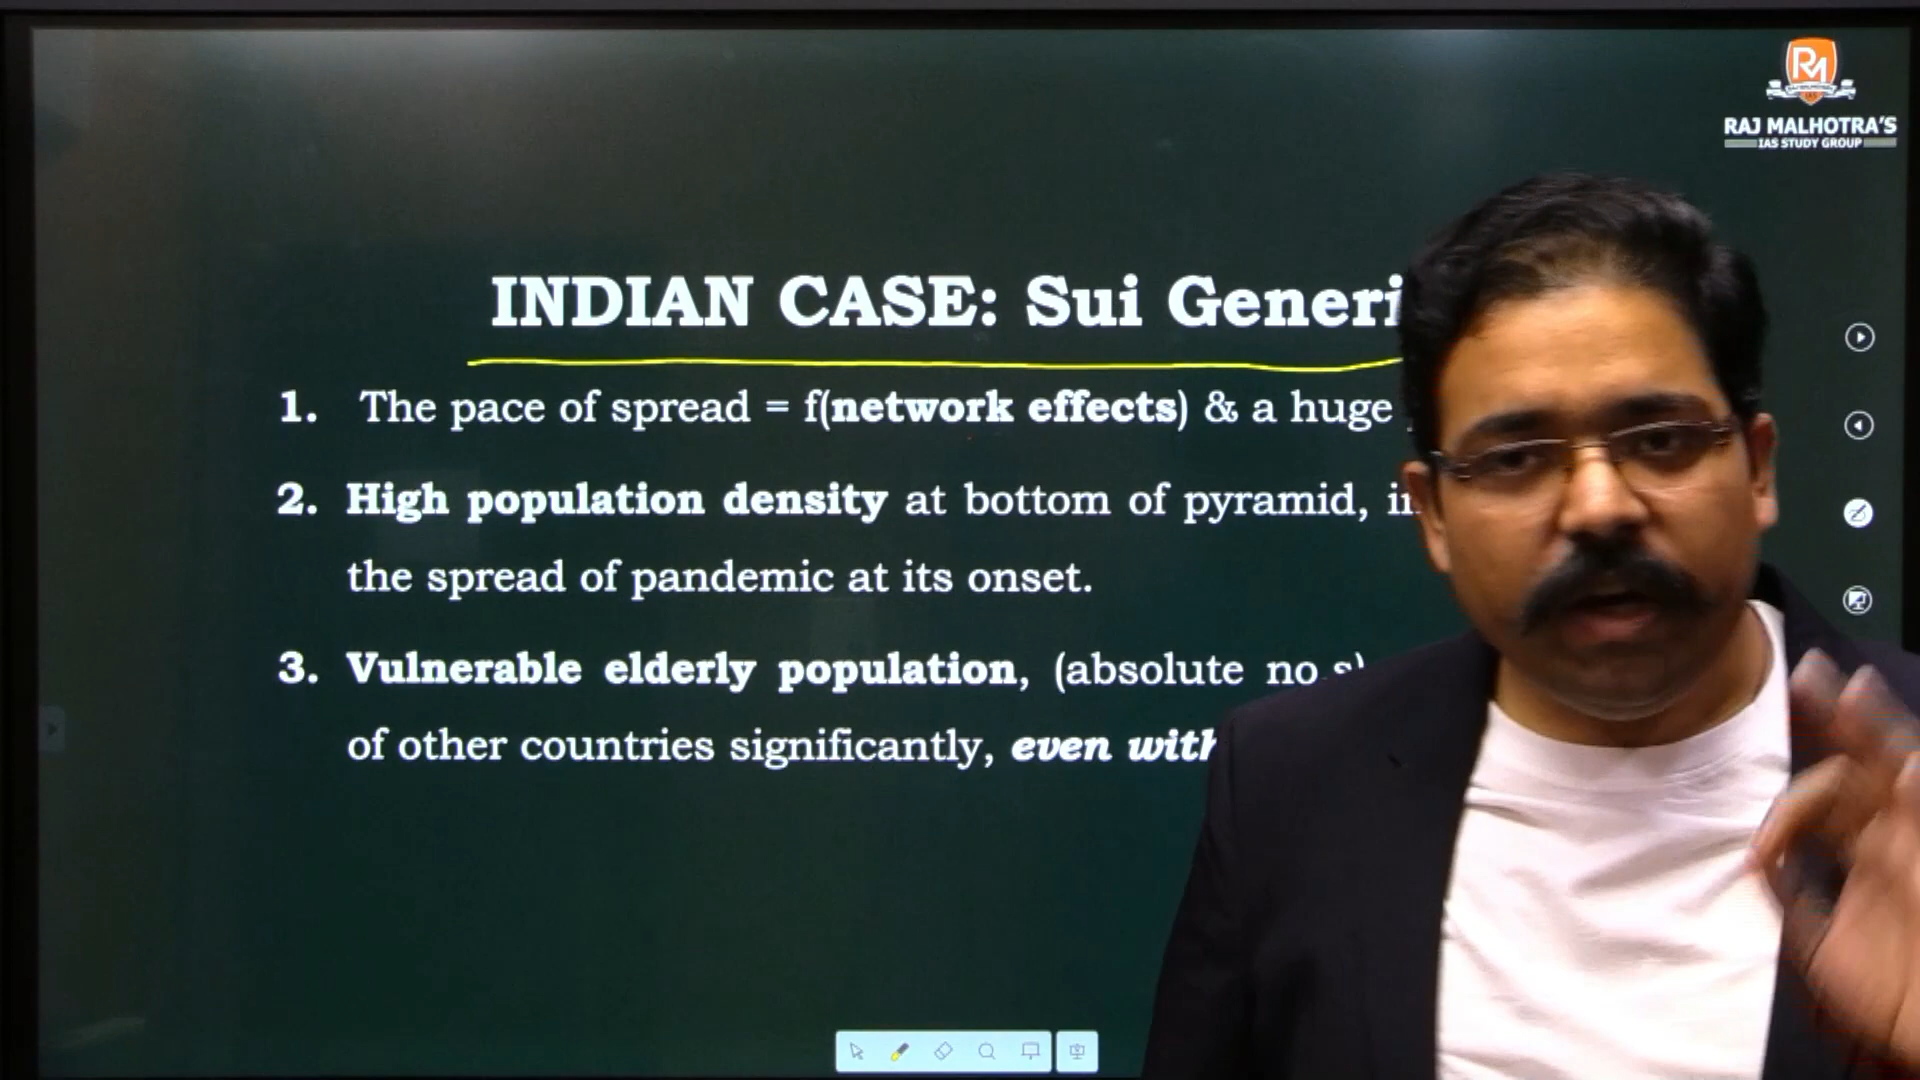 RAJ MALHOTRA'S
IAS STUDY GROUP
INDIAN CASE: Sui Generi
1. The pace of spread = f(network effects) & a huge
2. High population density at bottom of pyramid,
the spread of pandemic at its onset.
3. Vulnerable elderly population, (absolute no.s)
of other countries significantly, even with